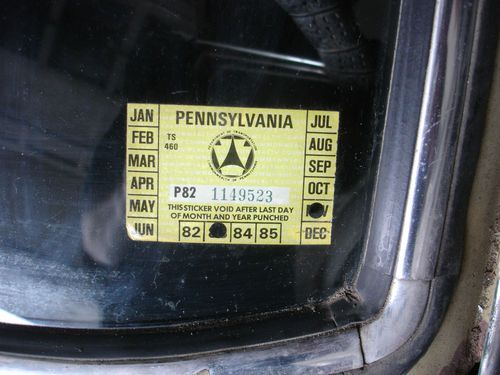 JAN PENNSYLVANIA JUL
FEB TS 460 AUG
MAR SEP
APR P82 1149523 OCT
MAY THIS STICKER VOID AFTER LAST DAY
OF MONTH AND YEAR PUNCHED
JUN 82 84 85 DEC